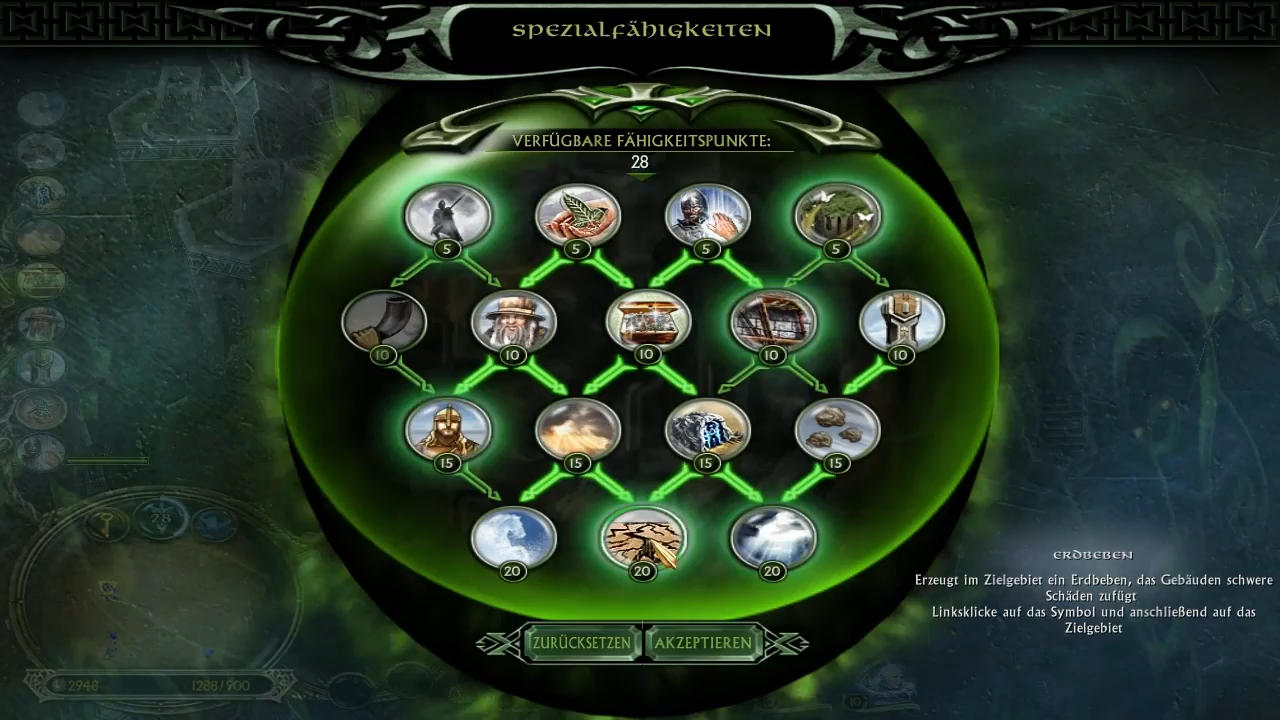 SPEZIALFÄHIGKEITEN
VERFÜGBARE FÄHIGKEITSPUNKTE:
28
5 5 5 5
10 10 10 10 10
15 15 15 15
28
20 20 20
ERDBEBEN
Erzeugt im Zielgebiet ein Erdbeben, das Gebäuden schwere
Schäden zufügt
Linksklicke auf das Symbol und anschließend auf das
Zielgebiet
ZURÜCKSETZEN AKZEPTIEREN
2948 1288/900
10